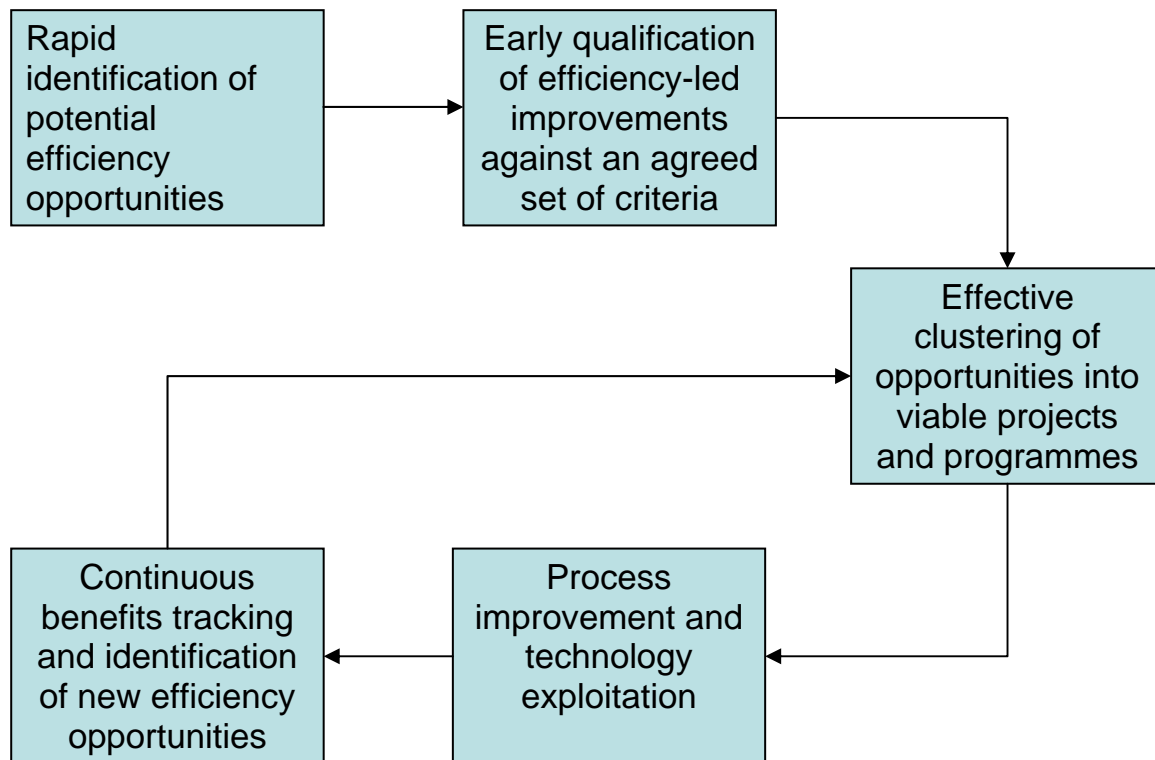 Rapid
identification of
potential
efficiency
opportunities
Early qualification
of efficiency-led
improvements
against an agreed
set of criteria
Effective
clustering of
opportunities into
viable projects
and programmes
Process
improvement and
technology
exploitation
Continuous
benefits tracking
and identification
of new efficiency
opportunities